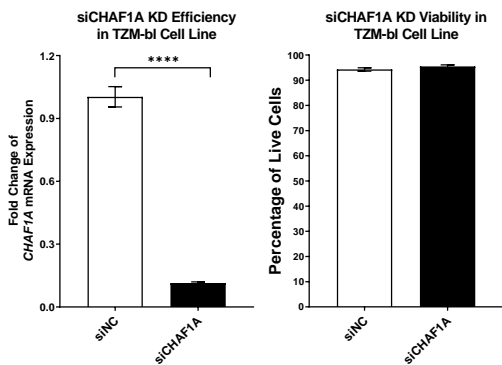 siCHAF1A KD Efficiency
in TZM-bl Cell Line
****
Fold Change of
CHAF1A mRNA Expression
1.2
0.9
0.6
0.3
0.0
siNC
siCHAF1A
siCHAF1A KD Viability in
TZM-bl Cell Line
Percentage of Live Cells
100
90
80
70
60
50
40
30
20
10
0
siNC
siCHAF1A